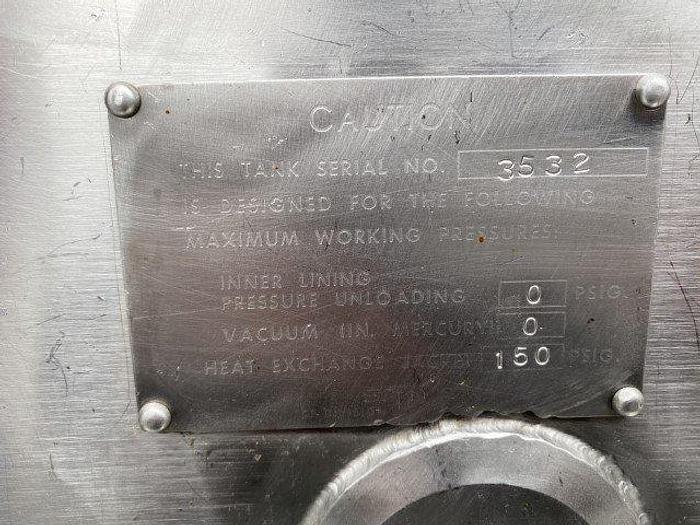 CAUTION
THIS TANK SERIAL NO. 3532
IS DESIGNED FOR THE FOLLOWING
MAXIMUM WORKING PRESSURES:
INNER LINING
PRESSURE UNLOADING 0 PSIG.
VACUUM (IN. MERCURY) 0
HEAT EXCHANGE 150 PSIG.